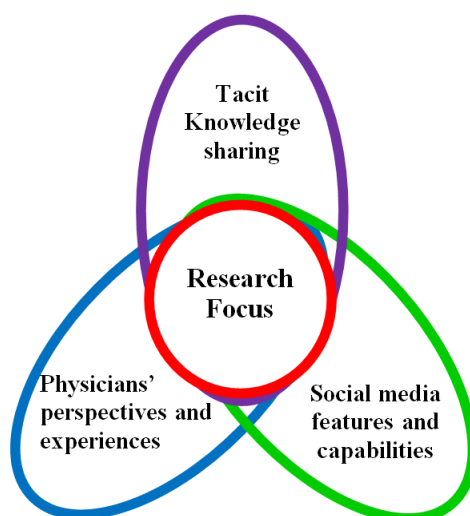 Tacit
Knowledge
sharing
Research
Focus
Physicians’
perspectives and
experiences
Social media
features and
capabilities